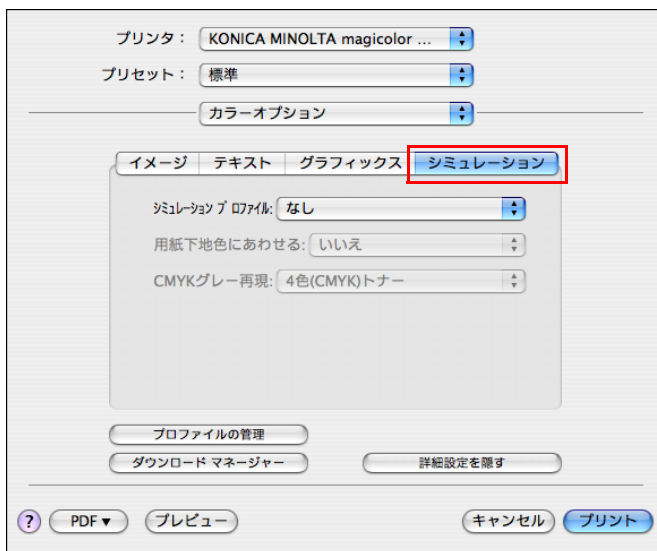 プリンタ： KONICA MINOLTA magicolor ...
プリセット： 標準
カラーオプション
イメージ テキスト グラフィックス シミュレーション
シミュレーション プロファイル: なし
用紙下地色にあわせる: いいえ
CMYKグレー再現: 4色(CMYK)トナー
プロファイルの管理
ダウンロード マネージャー 詳細設定を隠す
? PDF▼ プレビュー キャンセル プリント